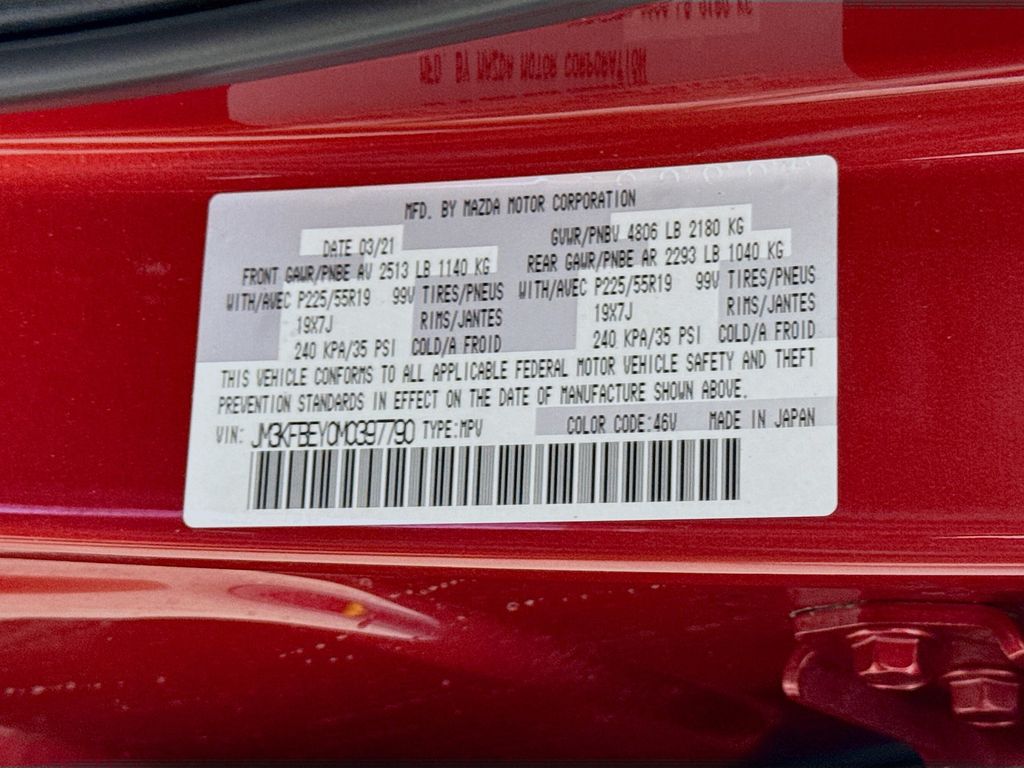 MFD. BY MAZDA MOTOR CORPORATION
DATE 03/21 GVWR/PNBV 4806 LB 2180 KG
FRONT GAWR/PNBE AV 2513 LB 1140 KG REAR GAWR/PNBE AR 2293 LB 1040 KG
WITH/AVEC P225/55R19 99V TIRES/PNEUS WITH/AVEC P225/55R19 99V TIRES/PNEUS
19X7J RIMS/JANTES 19X7J RIMS/JANTES
240 KPA/35 PSI COLD/A FROID 240 KPA/35 PSI COLD/A FROID
THIS VEHICLE CONFORMS TO ALL APPLICABLE FEDERAL MOTOR VEHICLE SAFETY AND THEFT
PREVENTION STANDARDS IN EFFECT ON THE DATE OF MANUFACTURE SHOWN ABOVE.
VIN: JM3KFBEY0M0397790 TYPE:MPV COLOR CODE:46V MADE IN JAPAN